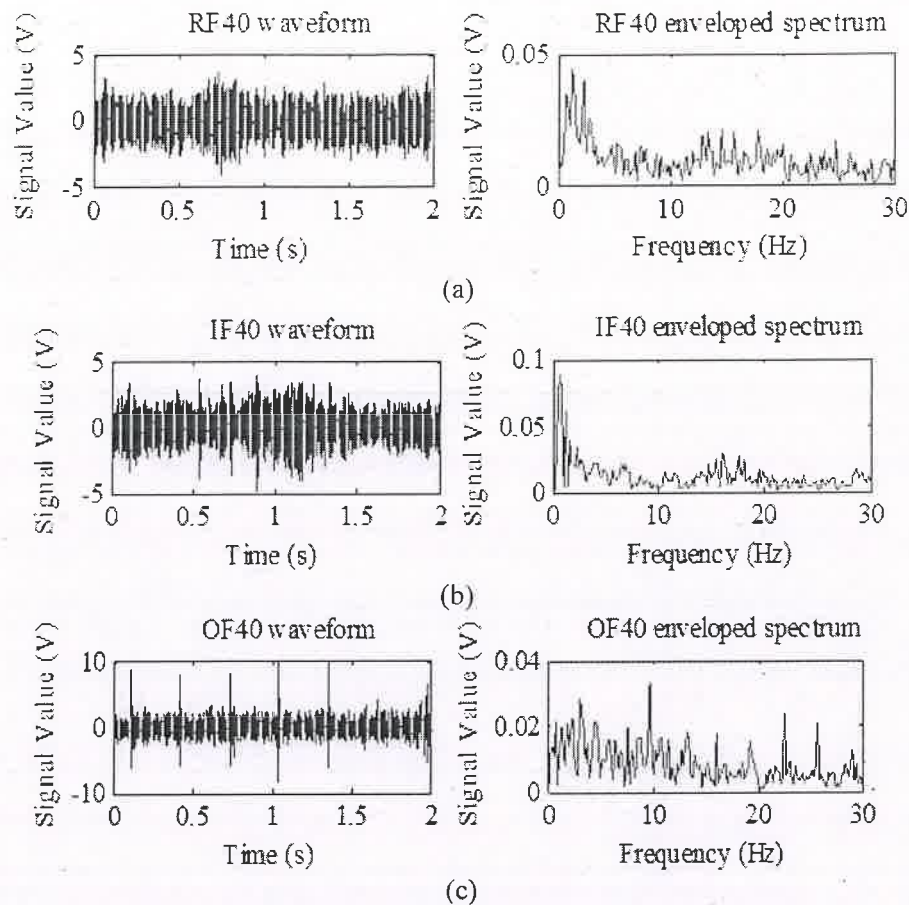 (a)
RF40 waveform
Signal Value (V)
5
0
-5
0 0.5 1 1.5 2
Time (s)
RF40 enveloped spectrum
Signal Value (V)
0.05
0
0 10 20 30
Frequency (Hz)
(a)
IF40 waveform
Signal Value (V)
5
0
-5
0 0.5 1 1.5 2
Time (s)
IF40 enveloped spectrum
Signal Value (V)
0.1
0.05
0
0 10 20 30
Frequency (Hz)
(b)
OF40 waveform
Signal Value (V)
10
0
-10
0 0.5 1 1.5 2
Time (s)
OF40 enveloped spectrum
Signal Value (V)
0.04
0.02
0
0 10 20 30
Frequency (Hz)
(c)